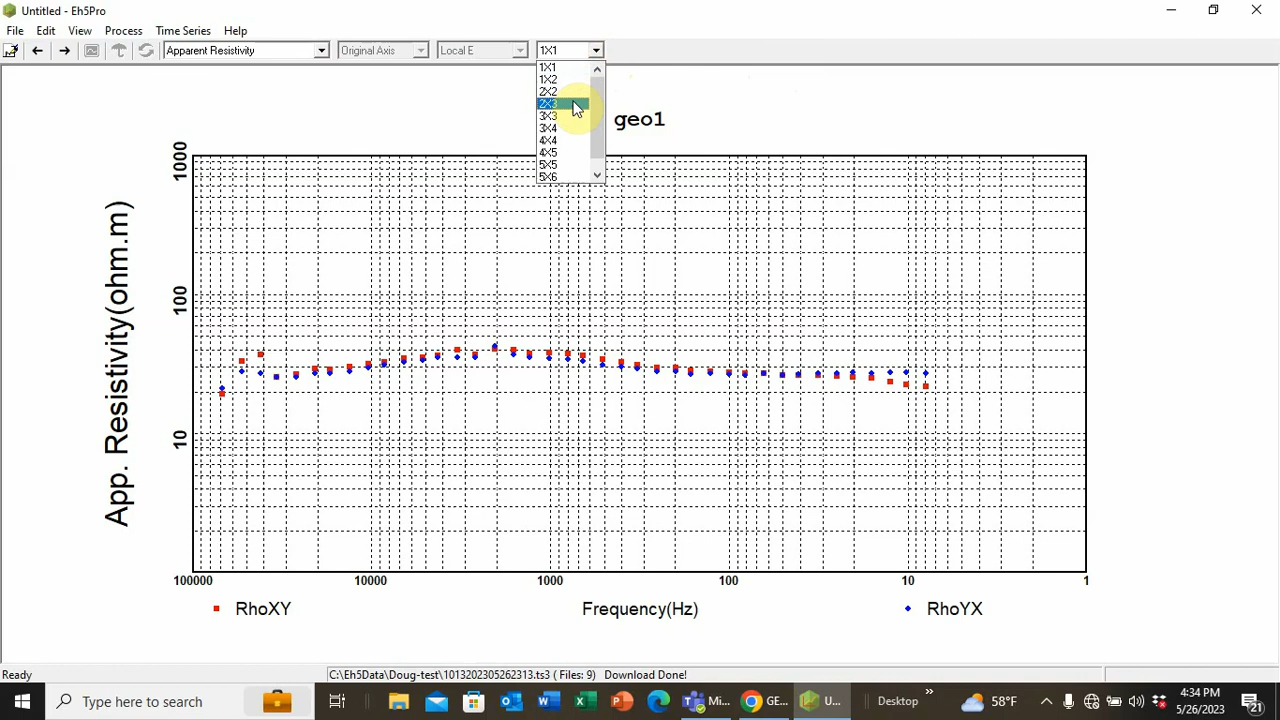 Untitled - Eh5Pro
File Edit View Process Time Series Help
Apparent Resistivity Original Axis Local E 1X1
1X1
1X2
2X2
2X3
3X3
3X4
4X4
4X5
5X5
5X6
geo1
App. Resistivity(ohm.m)
1000
100
10
100000 10000 1000 100 10 1
RhoXY Frequency(Hz) RhoYX
Ready C:\Eh5Data\Doug-test\1013202305262313.ts3 ( Files: 9) Download Done!
Type here to search Mi... GE... U... Desktop » 58°F 4:34 PM
5/26/2023 21